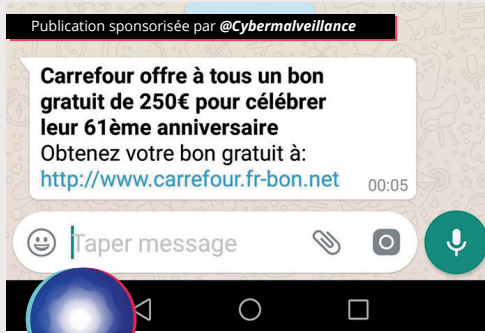 Publication sponsorisée par @Cybermalveillance
Carrefour offre à tous un bon
gratuit de 250€ pour célébrer
leur 61ème anniversaire
Obtenez votre bon gratuit à:
http://www.carrefour.fr-bon.net 00:05
Taper message